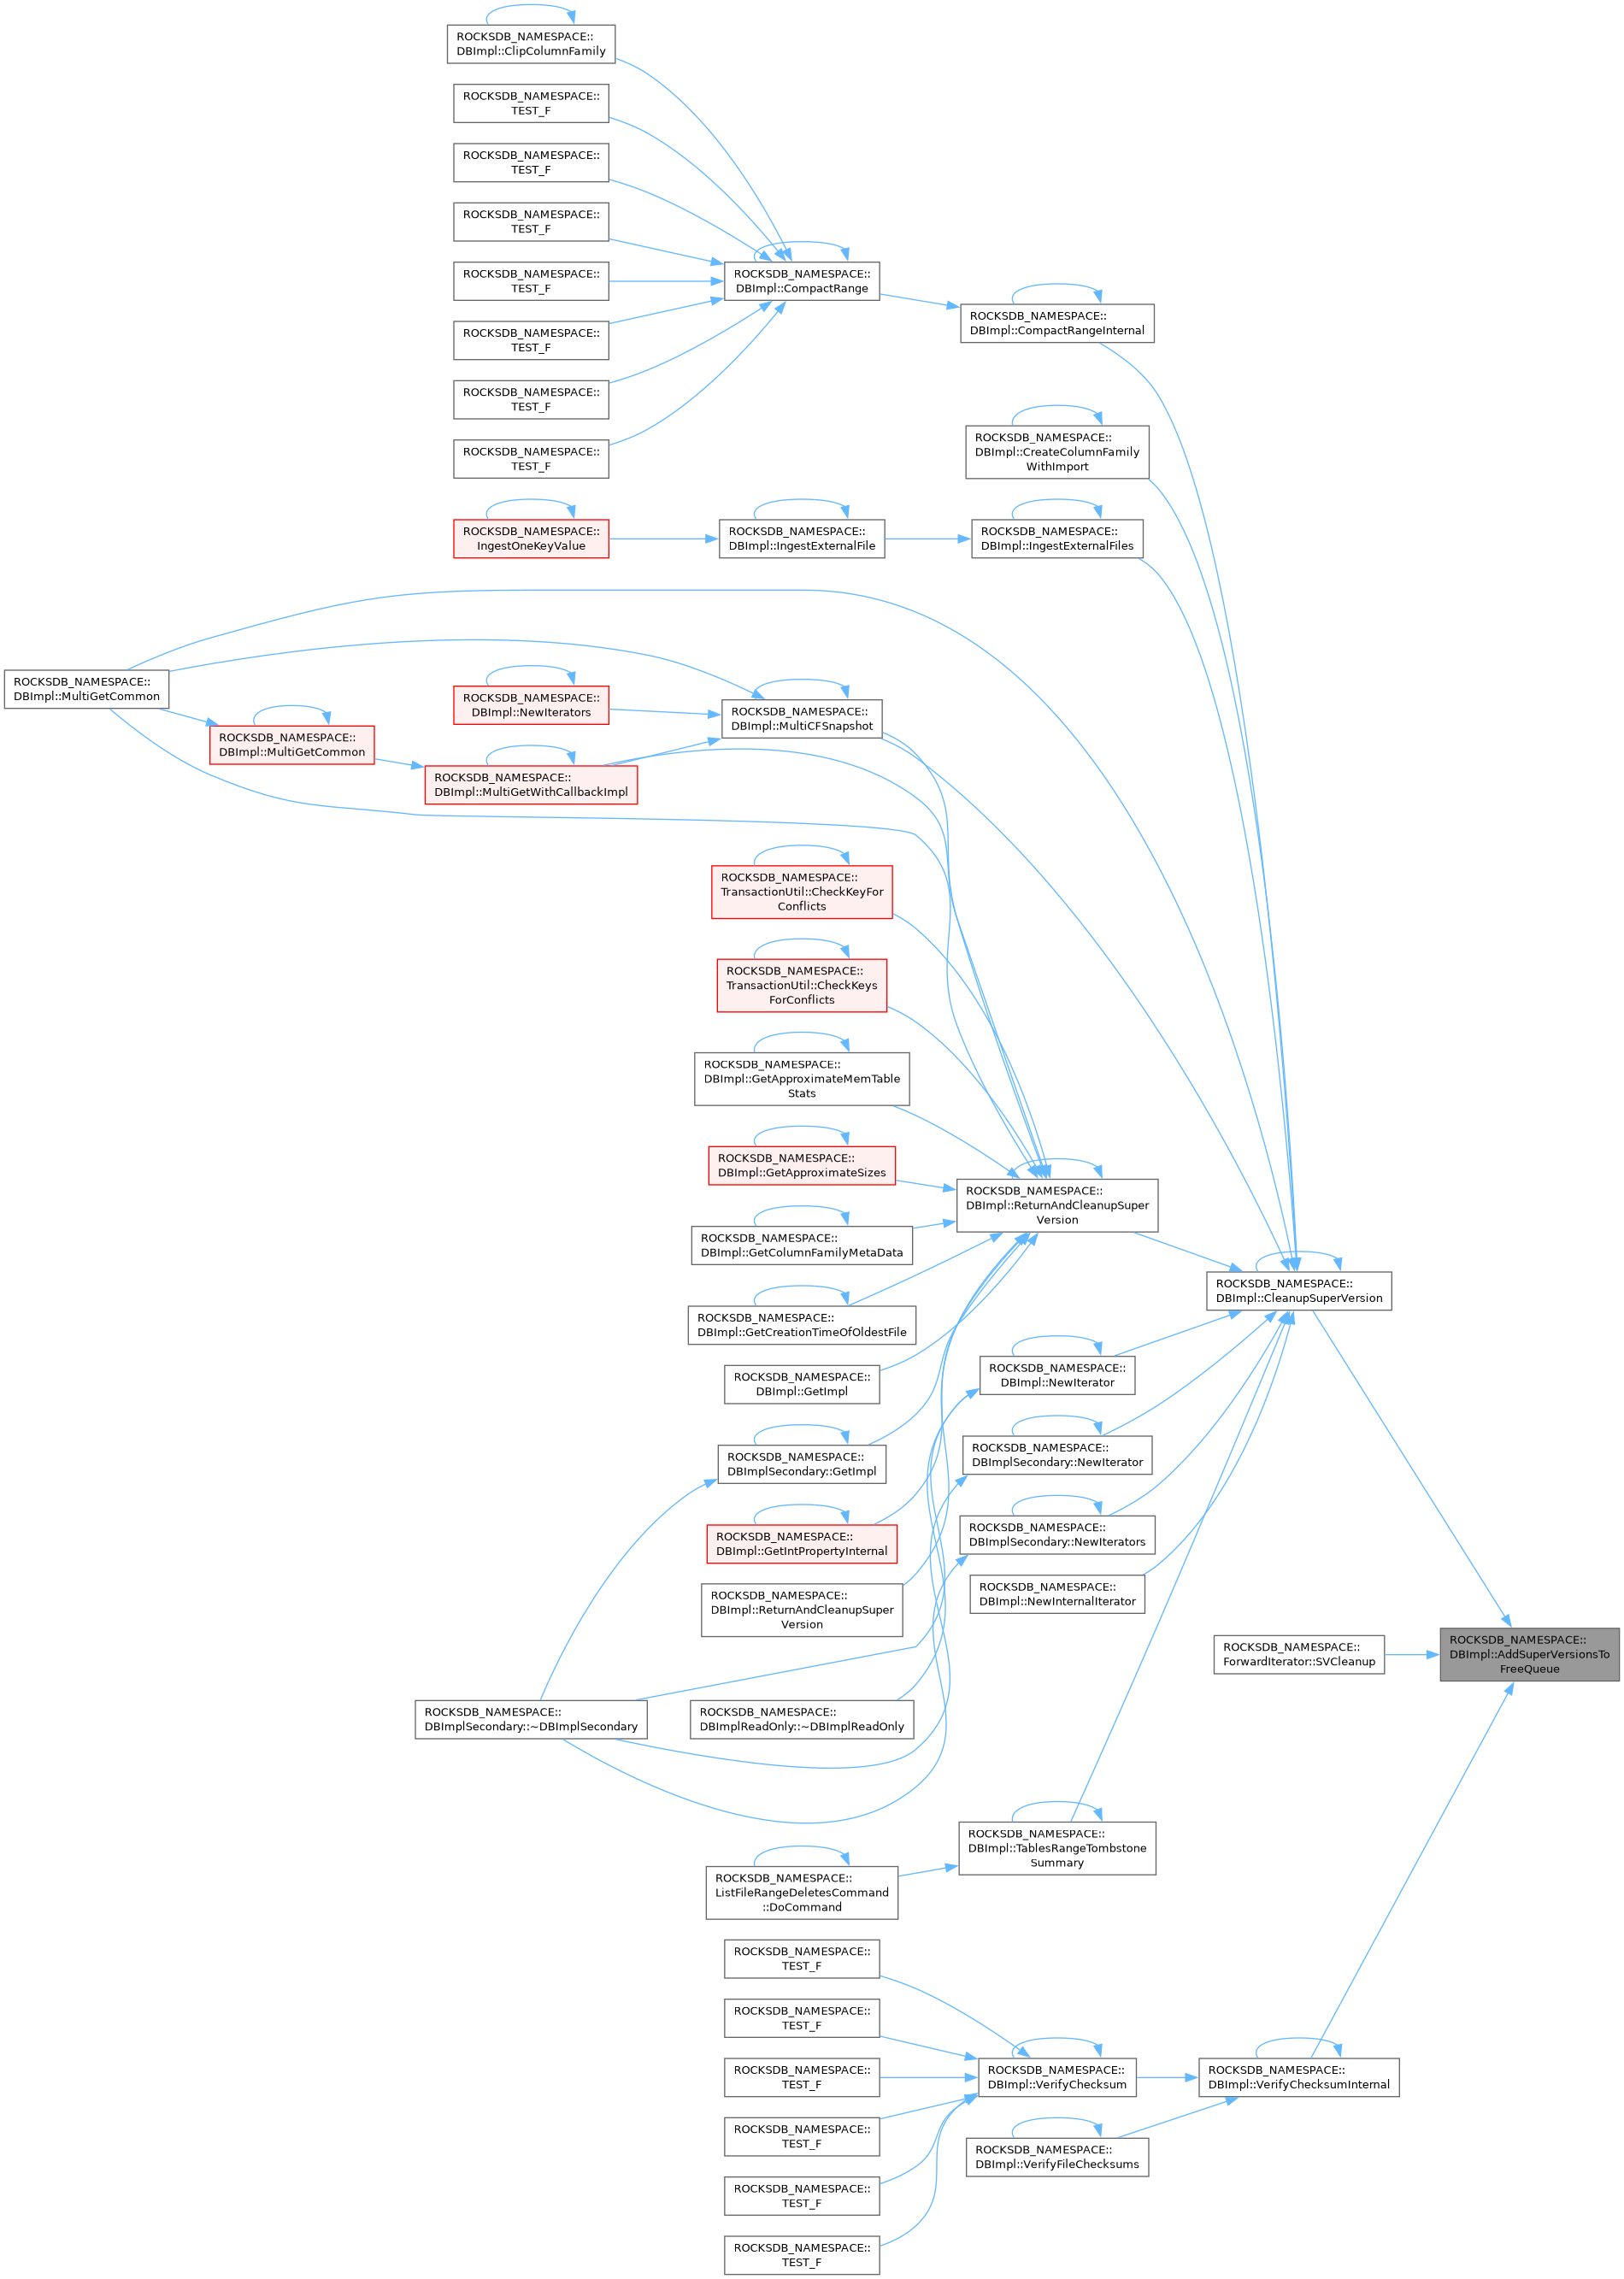 ROCKSDB_NAMESPACE::
DBImpl::ClipColumnFamily
ROCKSDB_NAMESPACE::
TEST_F
ROCKSDB_NAMESPACE::
TEST_F
ROCKSDB_NAMESPACE::
TEST_F
ROCKSDB_NAMESPACE::
TEST_F
ROCKSDB_NAMESPACE::
TEST_F
ROCKSDB_NAMESPACE::
TEST_F
ROCKSDB_NAMESPACE::
TEST_F
ROCKSDB_NAMESPACE::
DBImpl::CompactRange
ROCKSDB_NAMESPACE::
DBImpl::CompactRangeInternal
ROCKSDB_NAMESPACE::
DBImpl::CreateColumnFamily
WithImport
ROCKSDB_NAMESPACE::
IngestOneKeyValue
ROCKSDB_NAMESPACE::
DBImpl::IngestExternalFile
ROCKSDB_NAMESPACE::
DBImpl::IngestExternalFiles
ROCKSDB_NAMESPACE::
DBImpl::MultiGetCommon
ROCKSDB_NAMESPACE::
DBImpl::MultiGetCommon
ROCKSDB_NAMESPACE::
DBImpl::NewIterators
ROCKSDB_NAMESPACE::
DBImpl::MultiGetWithCallbackImpl
ROCKSDB_NAMESPACE::
DBImpl::MultiCFSnapshot
ROCKSDB_NAMESPACE::
TransactionUtil::CheckKeyFor
Conflicts
ROCKSDB_NAMESPACE::
TransactionUtil::CheckKeys
ForConflicts
ROCKSDB_NAMESPACE::
DBImpl::GetApproximateMemTable
Stats
ROCKSDB_NAMESPACE::
DBImpl::GetApproximateSizes
ROCKSDB_NAMESPACE::
DBImpl::ReturnAndCleanupSuper
Version
ROCKSDB_NAMESPACE::
DBImpl::GetColumnFamilyMetaData
ROCKSDB_NAMESPACE::
DBImpl::CleanupSuperVersion
ROCKSDB_NAMESPACE::
DBImpl::GetCreationTimeOfOldestFile
ROCKSDB_NAMESPACE::
DBImpl::GetImpl
ROCKSDB_NAMESPACE::
DBImpl::NewIterator
ROCKSDB_NAMESPACE::
DBImplSecondary::GetImpl
ROCKSDB_NAMESPACE::
DBImplSecondary::NewIterator
ROCKSDB_NAMESPACE::
DBImpl::GetIntPropertyInternal
ROCKSDB_NAMESPACE::
DBImplSecondary::NewIterators
ROCKSDB_NAMESPACE::
DBImpl::ReturnAndCleanupSuper
Version
ROCKSDB_NAMESPACE::
DBImpl::NewInternalIterator
ROCKSDB_NAMESPACE::
ForwardIterator::SVCleanup
ROCKSDB_NAMESPACE::
DBImpl::AddSuperVersionsTo
FreeQueue
ROCKSDB_NAMESPACE::
DBImplSecondary::~DBImplSecondary
ROCKSDB_NAMESPACE::
DBImplReadOnly::~DBImplReadOnly
ROCKSDB_NAMESPACE::
DBImpl::TablesRangeTombstone
Summary
ROCKSDB_NAMESPACE::
ListFileRangeDeletesCommand
::DoCommand
ROCKSDB_NAMESPACE::
TEST_F
ROCKSDB_NAMESPACE::
TEST_F
ROCKSDB_NAMESPACE::
TEST_F
ROCKSDB_NAMESPACE::
TEST_F
ROCKSDB_NAMESPACE::
TEST_F
ROCKSDB_NAMESPACE::
TEST_F
ROCKSDB_NAMESPACE::
DBImpl::VerifyChecksum
ROCKSDB_NAMESPACE::
DBImpl::VerifyChecksumInternal
ROCKSDB_NAMESPACE::
DBImpl::VerifyFileChecksums